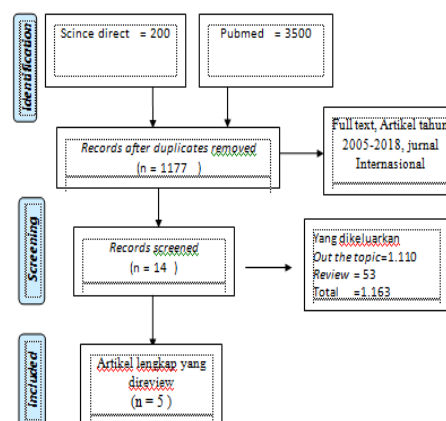 identification
Scince direct = 200
Pubmed = 3500
Records after duplicates removed
(n = 1177 )
Full text, Artikel tahun
2005-2018, jurnal
Internasional
Screening
Records screened
(n = 14 )
Yang dikeluarkan
Out the topic=1.110
Review = 53
Total =1.163
included
Artikel lengkap yang
direview
(n = 5 )